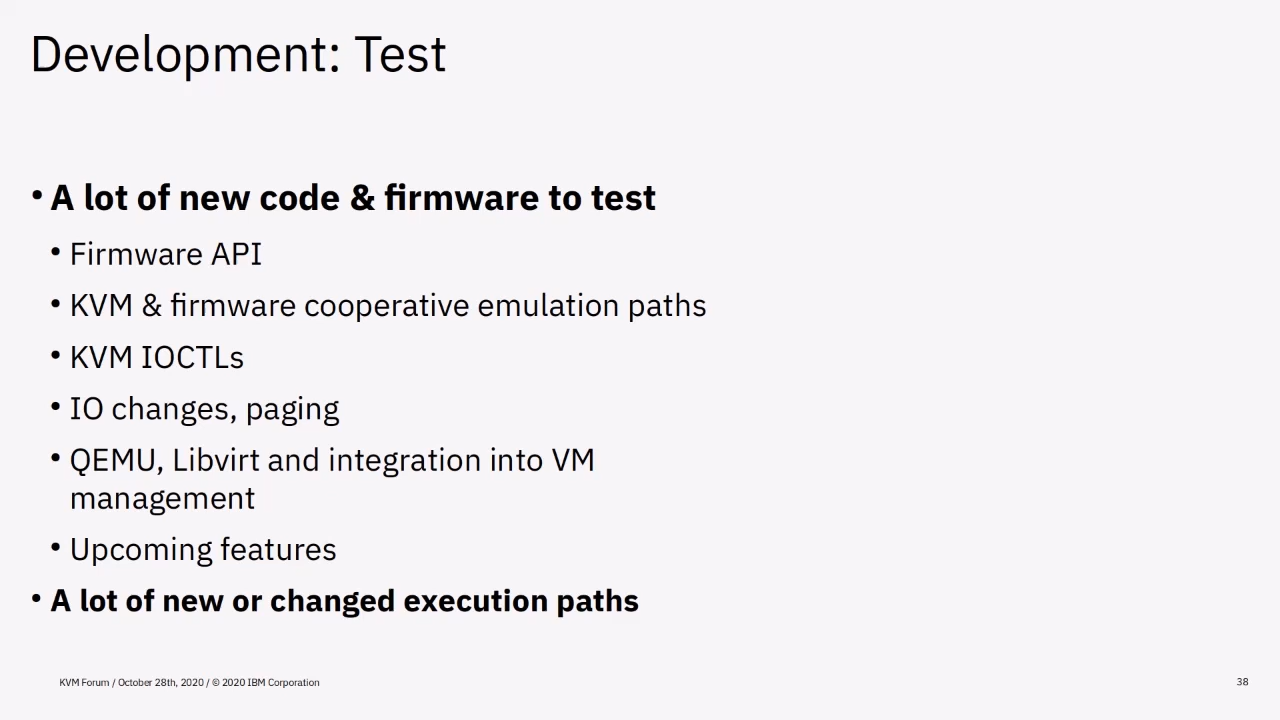 Development: Test
• A lot of new code & firmware to test
• Firmware API
• KVM & firmware cooperative emulation paths
• KVM IOCTLs
• IO changes, paging
• QEMU, Libvirt and integration into VM
management
• Upcoming features
• A lot of new or changed execution paths
KVM Forum / October 28th, 2020 / © 2020 IBM Corporation
38